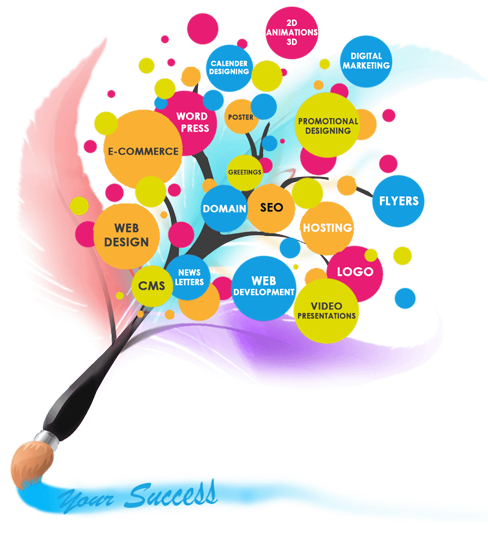 2D
ANIMATIONS
3D
CALENDER
DESIGNING
DIGITAL
MARKETING
WORD
PRESS
POSTER
PROMOTIONAL
DESIGNING
E-COMMERCE
GREETINGS
DOMAIN
SEO
FLYERS
WEB
DESIGN
HOSTING
CMS
NEWS
LETTERS
WEB
DEVELOPMENT
LOGO
VIDEO
PRESENTATIONS
Your Success